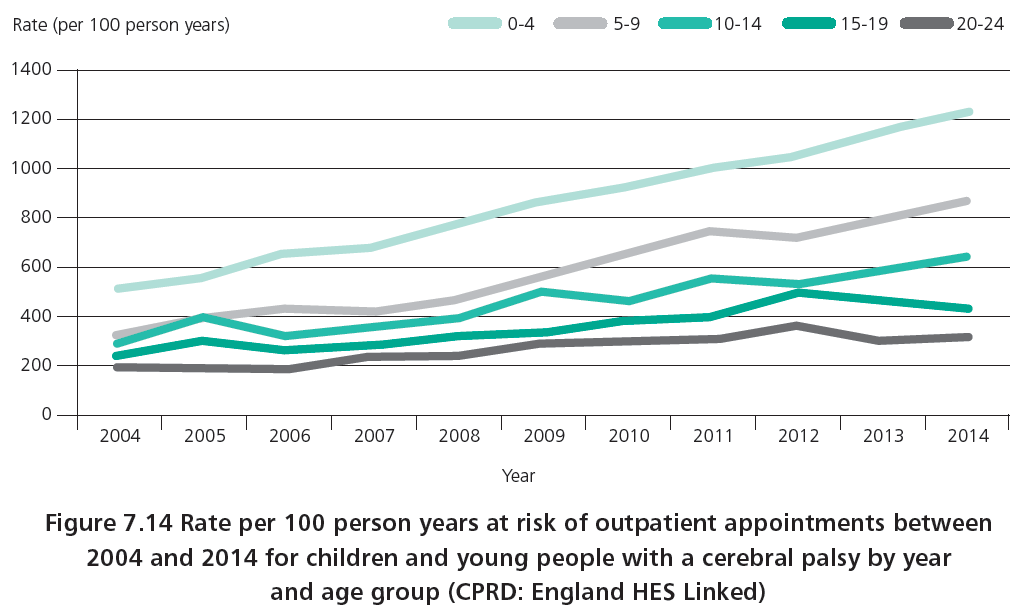 Rate (per 100 person years)
0-4 5-9 10-14 15-19 20-24
1400
1200
1000
800
600
400
200
0
2004 2005 2006 2007 2008 2009 2010 2011 2012 2013 2014
Year
Figure 7.14 Rate per 100 person years at risk of outpatient appointments between
2004 and 2014 for children and young people with a cerebral palsy by year
and age group (CPRD: England HES Linked)